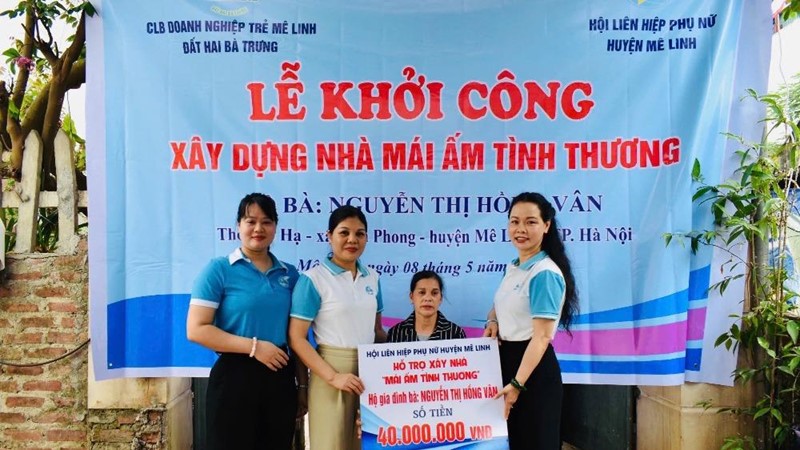 CLB DOANH NGHIỆP TRẺ MÊ LINH
ĐẤT HAI BÀ TRƯNG
HỘI LIÊN HIỆP PHỤ NỮ
HUYỆN MÊ LINH
LỄ KHỞI CÔNG
XÂY DỰNG NHÀ MÁI ẤM TÌNH THƯƠNG
BÀ: NGUYỄN THỊ HỒNG VÂN
Hạ - Phong - huyện Mê Hà Nội
Mê ngày 08 tháng 5 năm
HỘI LIÊN HIỆP PHỤ NỮ HUYỆN MÊ LINH
HỖ TRỢ XÂY NHÀ
"MÁI ẤM TÌNH THƯƠNG"
Hộ gia đình bà: NGUYỄN THỊ HỒNG VÂN
SỐ TIỀN
40.000.000 VNĐ